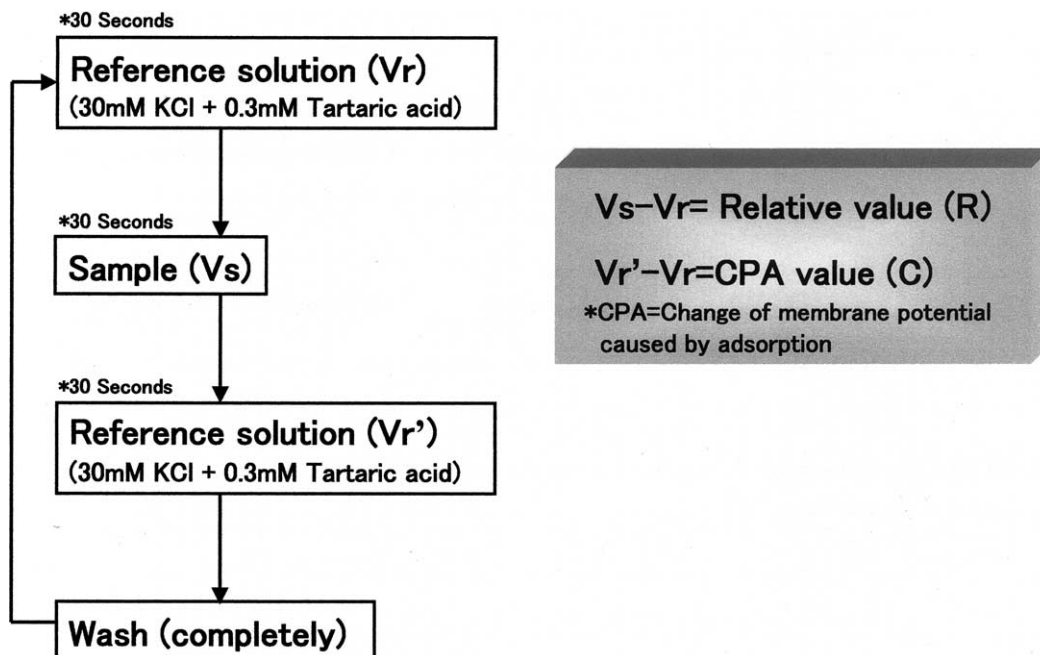 *30 Seconds
Reference solution (Vr)
(30mM KCl + 0.3mM Tartaric acid)
*30 Seconds
Sample (Vs)
*30 Seconds
Reference solution (Vr')
(30mM KCl + 0.3mM Tartaric acid)
Wash (completely)
Vs-Vr= Relative value (R)
Vr'-Vr=CPA value (C)
*CPA=Change of membrane potential
caused by adsorption